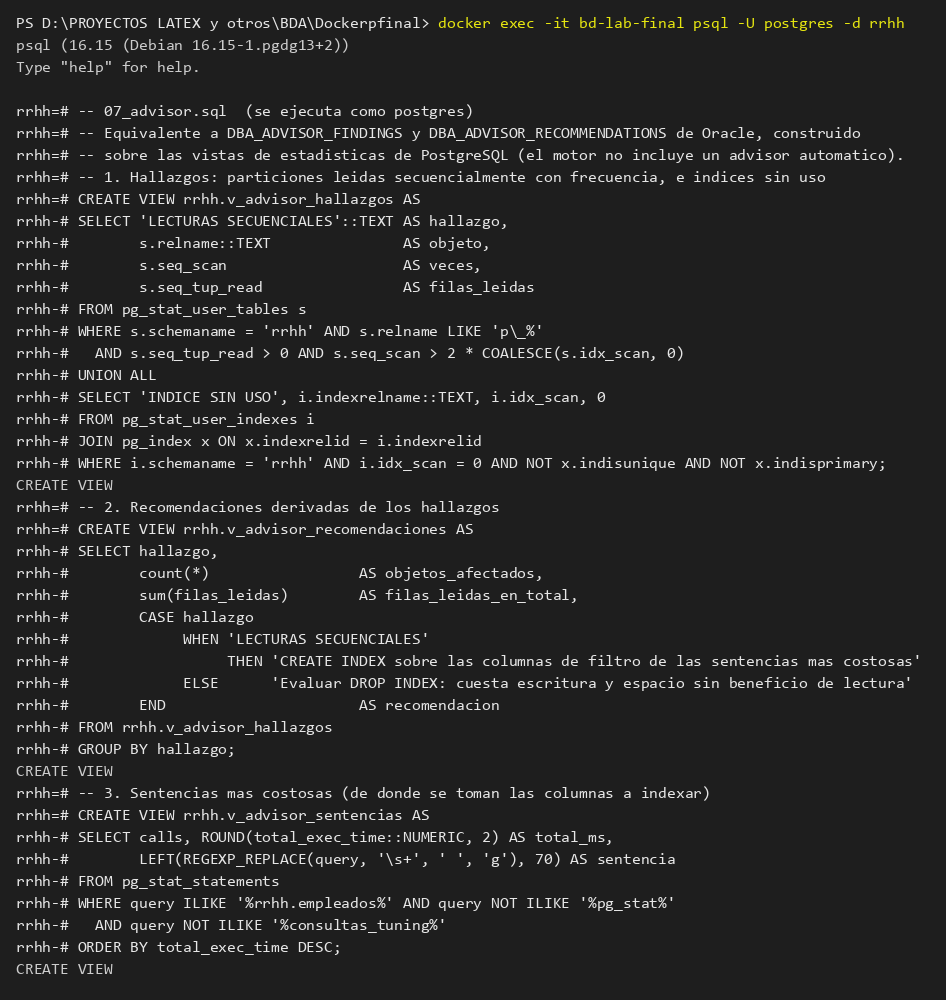 PS D:\PROYECTOS LATEX y otros\BDA\Dockerpfinal> docker exec -it bd-lab-final psql -U postgres -d rrhh
psql (16.15 (Debian 16.15-1.pgdg13+2))
Type "help" for help.

rrhh=# -- 07_advisor.sql  (se ejecuta como postgres)
rrhh=# -- Equivalente a DBA_ADVISOR_FINDINGS y DBA_ADVISOR_RECOMMENDATIONS de Oracle, construido
rrhh=# -- sobre las vistas de estadisticas de PostgreSQL (el motor no incluye un advisor automatico).
rrhh=# -- 1. Hallazgos: particiones leidas secuencialmente con frecuencia, e indices sin uso
rrhh=# CREATE VIEW rrhh.v_advisor_hallazgos AS
rrhh-# SELECT 'LECTURAS SECUENCIALES'::TEXT AS hallazgo,
rrhh-#        s.relname::TEXT               AS objeto,
rrhh-#        s.seq_scan                    AS veces,
rrhh-#        s.seq_tup_read                AS filas_leidas
rrhh-# FROM pg_stat_user_tables s
rrhh-# WHERE s.schemaname = 'rrhh' AND s.relname LIKE 'p\_%'
rrhh-#   AND s.seq_tup_read > 0 AND s.seq_scan > 2 * COALESCE(s.idx_scan, 0)
rrhh-# UNION ALL
rrhh-# SELECT 'INDICE SIN USO', i.indexrelname::TEXT, i.idx_scan, 0
rrhh-# FROM pg_stat_user_indexes i
rrhh-# JOIN pg_index x ON x.indexrelid = i.indexrelid
rrhh-# WHERE i.schemaname = 'rrhh' AND i.idx_scan = 0 AND NOT x.indisunique AND NOT x.indisprimary;
CREATE VIEW
rrhh=# -- 2. Recomendaciones derivadas de los hallazgos
rrhh=# CREATE VIEW rrhh.v_advisor_recomendaciones AS
rrhh-# SELECT hallazgo,
rrhh-#        count(*)                 AS objetos_afectados,
rrhh-#        sum(filas_leidas)        AS filas_leidas_en_total,
rrhh-#        CASE hallazgo
rrhh-#             WHEN 'LECTURAS SECUENCIALES'
rrhh-#                  THEN 'CREATE INDEX sobre las columnas de filtro de las sentencias mas costosas'
rrhh-#             ELSE      'Evaluar DROP INDEX: cuesta escritura y espacio sin beneficio de lectura'
rrhh-#        END                      AS recomendacion
rrhh-# FROM rrhh.v_advisor_hallazgos
rrhh-# GROUP BY hallazgo;
CREATE VIEW
rrhh=# -- 3. Sentencias mas costosas (de donde se toman las columnas a indexar)
rrhh=# CREATE VIEW rrhh.v_advisor_sentencias AS
rrhh-# SELECT calls, ROUND(total_exec_time::NUMERIC, 2) AS total_ms,
rrhh-#        LEFT(REGEXP_REPLACE(query, '\s+', ' ', 'g'), 70) AS sentencia
rrhh-# FROM pg_stat_statements
rrhh-# WHERE query ILIKE '%rrhh.empleados%' AND query NOT ILIKE '%pg_stat%'
rrhh-#   AND query NOT ILIKE '%consultas_tuning%'
rrhh-# ORDER BY total_exec_time DESC;
CREATE VIEW